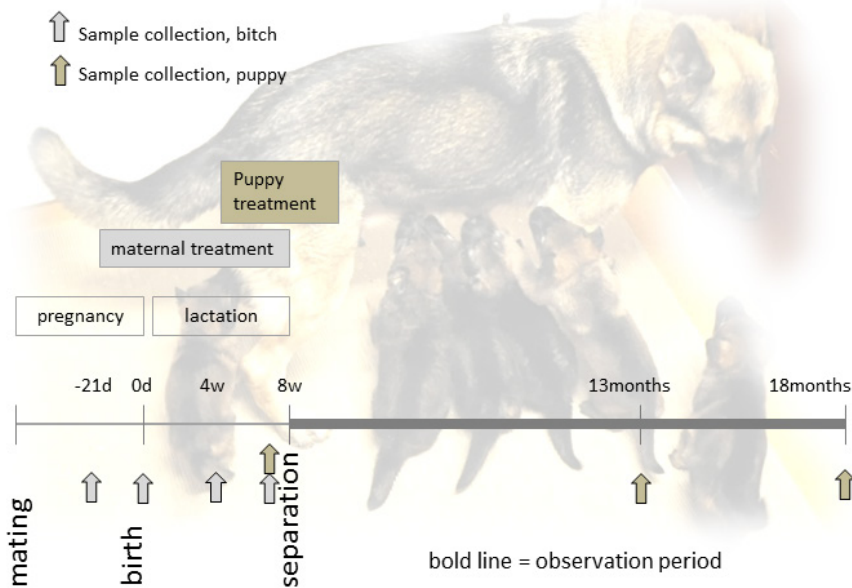 Sample collection, bitch
Sample collection, puppy
Puppy
treatment
maternal treatment
pregnancy
lactation
-21d
0d
4w
8w
13months
18months
mating
birth
separation
bold line = observation period